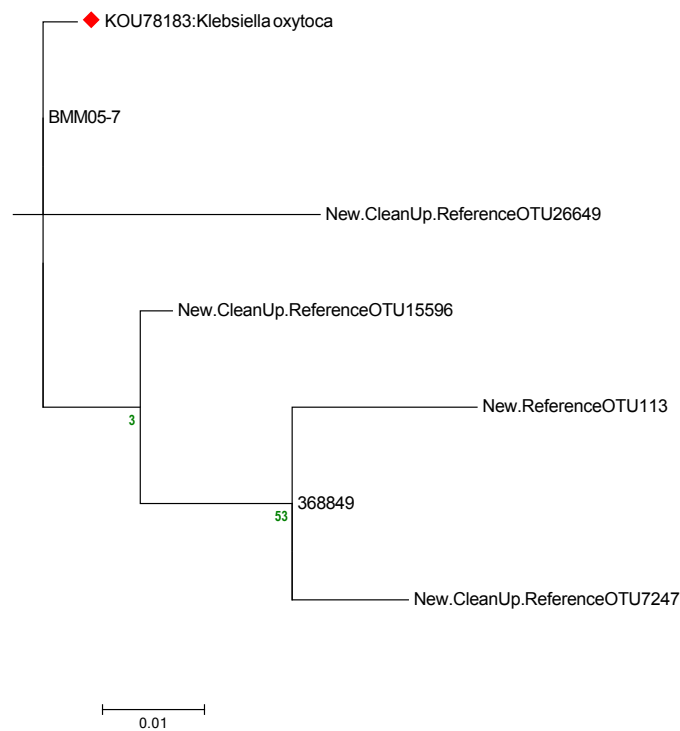 KOU78183:Klebsiella oxytoca
BMM05-7
New.CleanUp.ReferenceOTU26649
New.CleanUp.ReferenceOTU15596
New.ReferenceOTU113
3
368849
53
New.CleanUp.ReferenceOTU7247
0.01